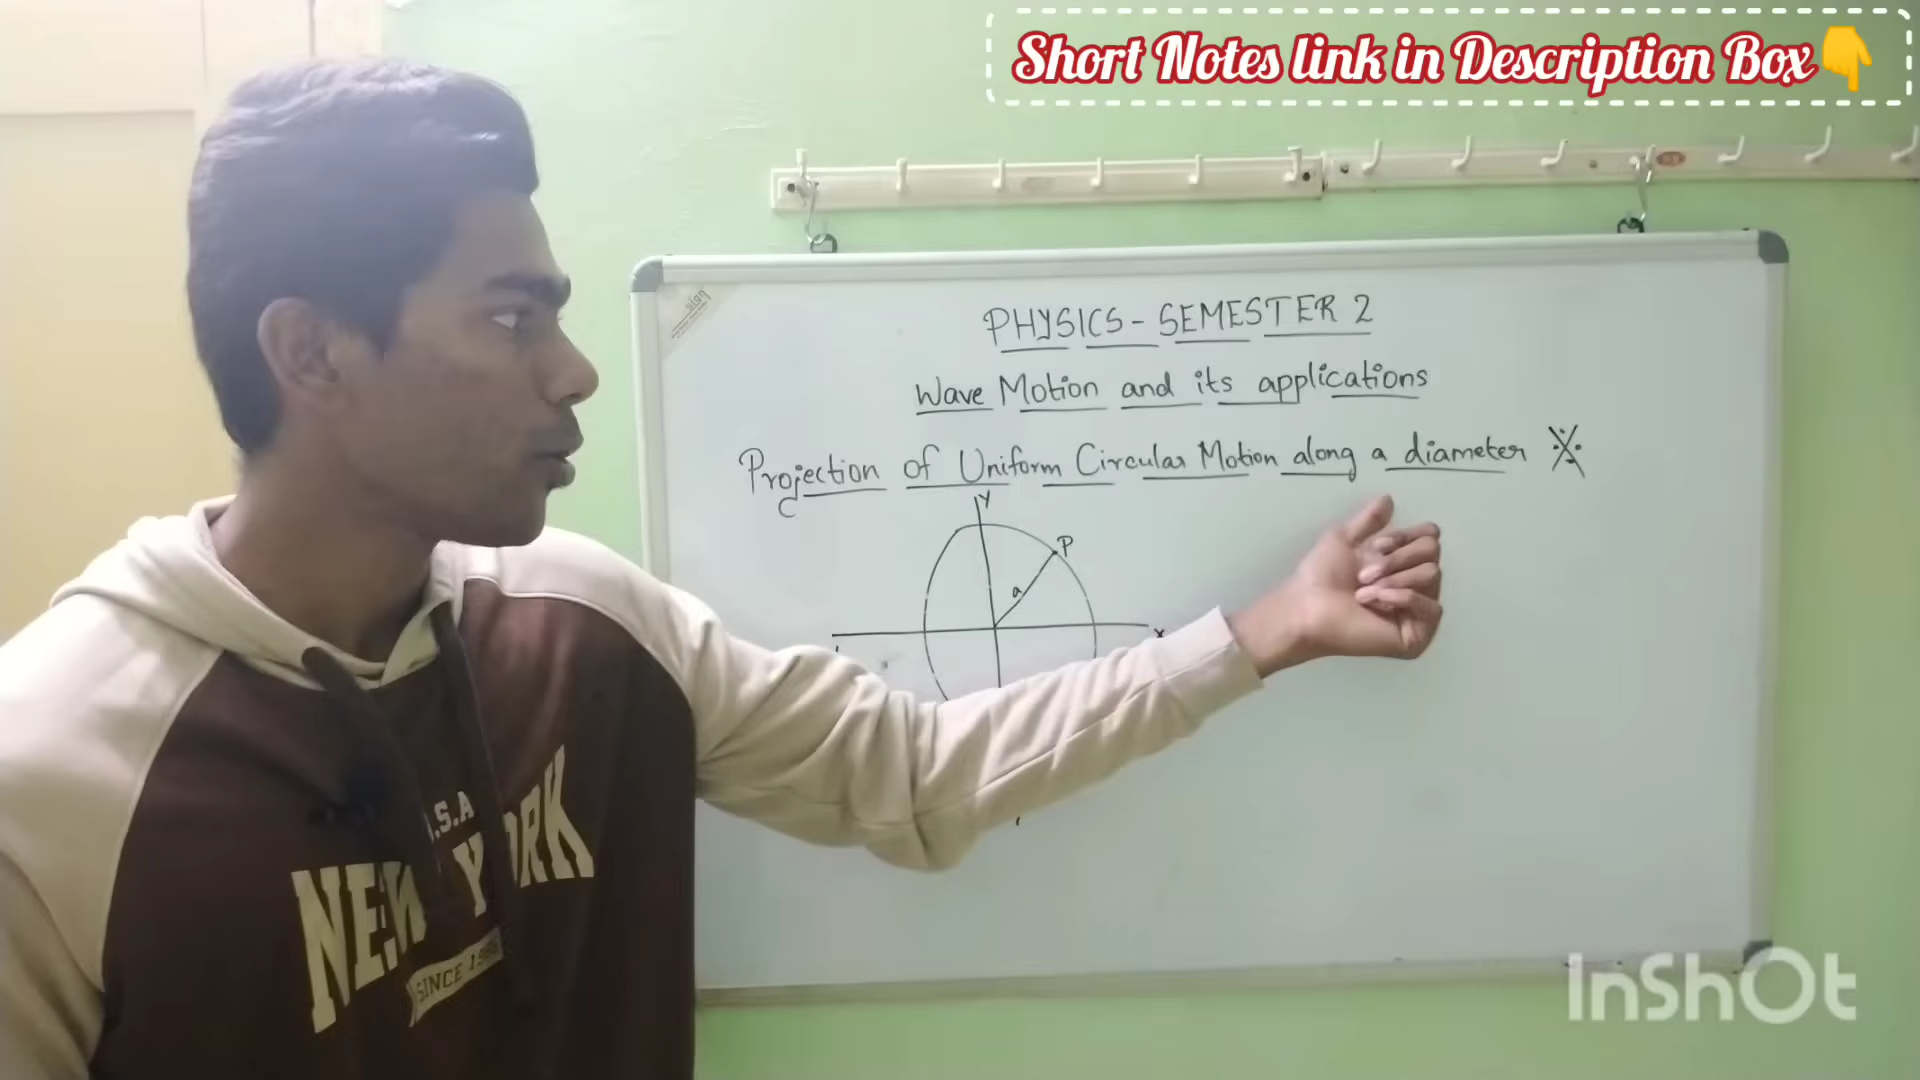 Short Notes link in Description Box👇
sign
PHYSICS - SEMESTER 2
Wave Motion and its applications
Projection of Uniform Circular Motion along a diameter
Y
P
a
x
U.S.A
NEW YORK
SINCE
InShOt